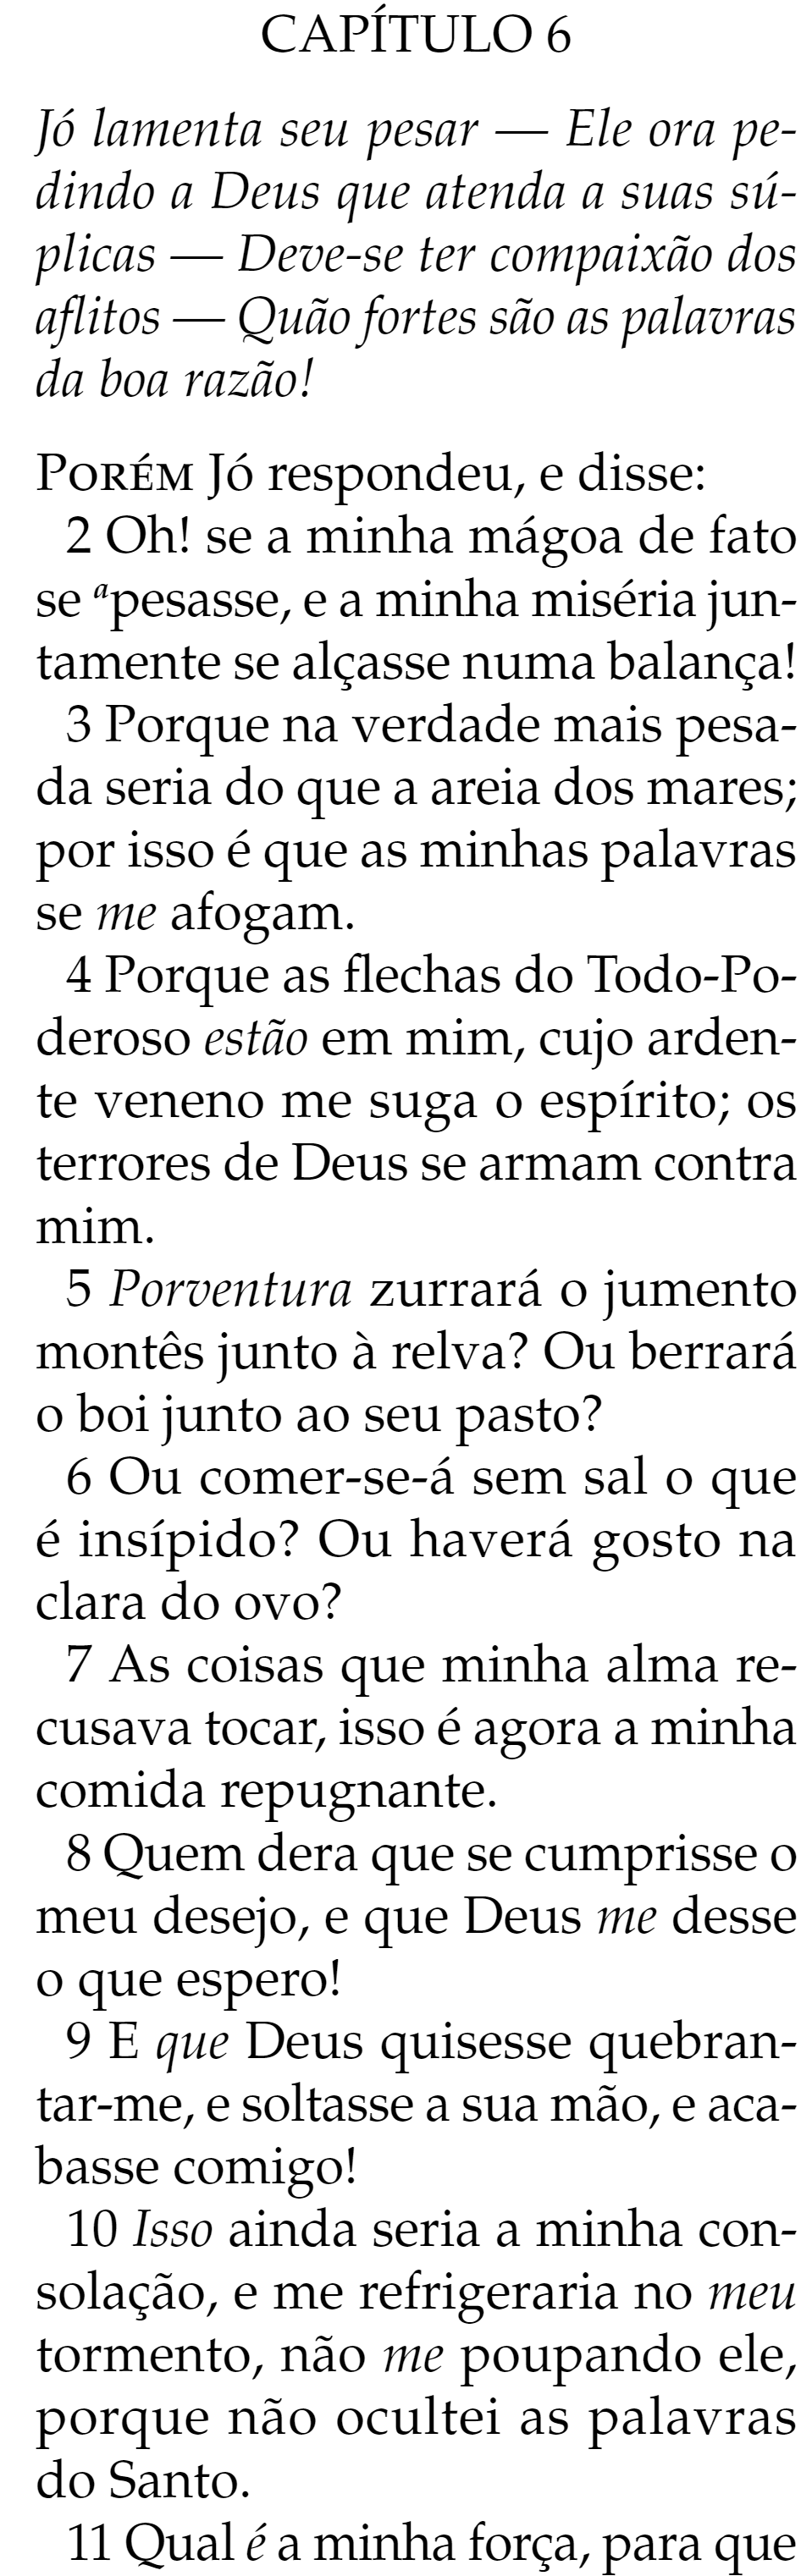 CAPÍTULO 6
Jó lamenta seu pesar — Ele ora pe-
dindo a Deus que atenda a suas sú-
plicas — Deve-se ter compaixão dos
aflitos — Quão fortes são as palavras
da boa razão!
Porém Jó respondeu, e disse:
2 Oh! se a minha mágoa de fato
se ᵃpesasse, e a minha miséria jun-
tamente se alçasse numa balança!
3 Porque na verdade mais pesa-
da seria do que a areia dos mares;
por isso é que as minhas palavras
se me afogam.
4 Porque as flechas do Todo-Po-
deroso estão em mim, cujo arden-
te veneno me suga o espírito; os
terrores de Deus se armam contra
mim.
5 Porventura zurrará o jumento
montês junto à relva? Ou berrará
o boi junto ao seu pasto?
6 Ou comer-se-á sem sal o que
é insípido? Ou haverá gosto na
clara do ovo?
7 As coisas que minha alma re-
cusava tocar, isso é agora a minha
comida repugnante.
8 Quem dera que se cumprisse o
meu desejo, e que Deus me desse
o que espero!
9 E que Deus quisesse quebran-
tar-me, e soltasse a sua mão, e aca-
basse comigo!
10 Isso ainda seria a minha con-
solação, e me refrigeraria no meu
tormento, não me poupando ele,
porque não ocultei as palavras
do Santo.
11 Qual é a minha força, para que